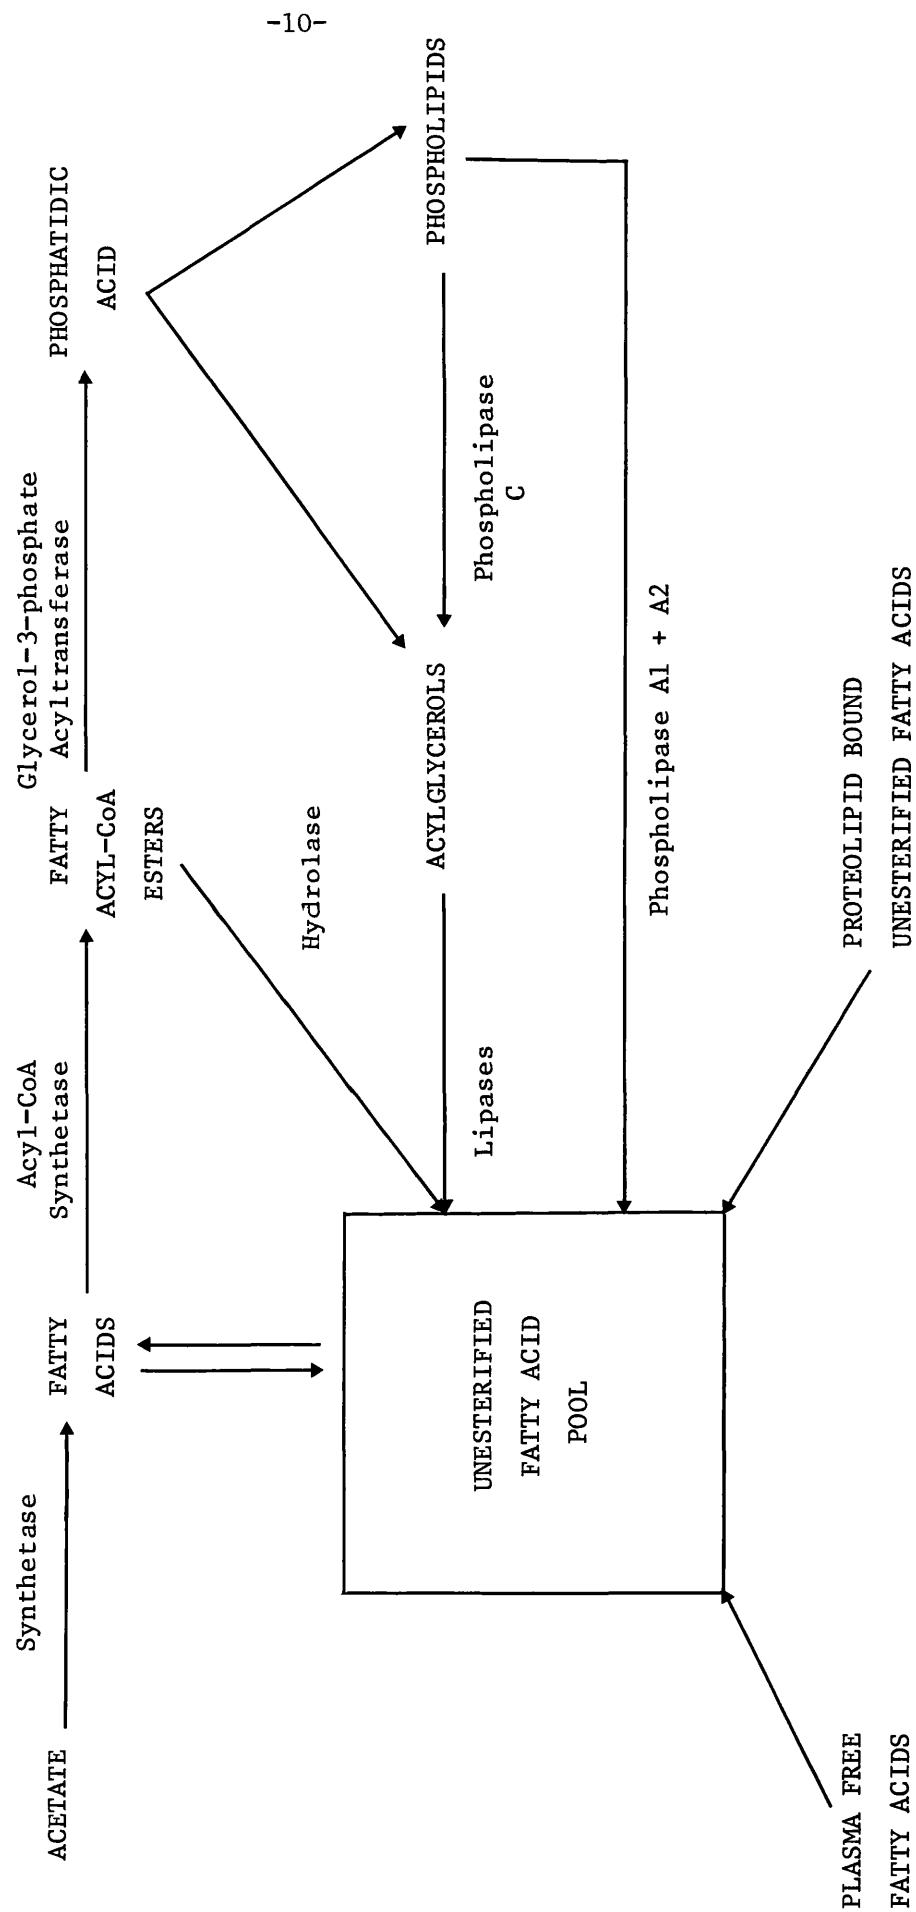 -10-
ACETATE
Synthetase
FATTY
ACIDS
Acyl-CoA
Synthetase
FATTY
ACYL-CoA
ESTERS
Glycerol-3-phosphate
Acyltransferase
PHOSPHATIDIC
ACID
Hydrolase
UNESTERIFIED
FATTY ACID
POOL
Lipases
ACYLGLYCEROLS
Phospholipase
C
PHOSPHOLIPIDS
Phospholipase A1 + A2
PLASMA FREE
FATTY ACIDS
PROTEOLIPID BOUND
UNESTERIFIED FATTY ACIDS